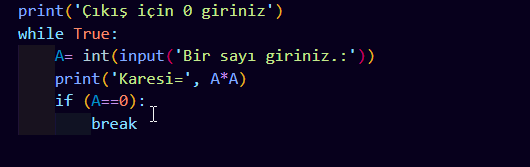 print('Çıkış için 0 giriniz')
while True:
    A= int(input('Bir sayı giriniz.:'))
    print('Karesi=', A*A)
    if (A==0):
        break